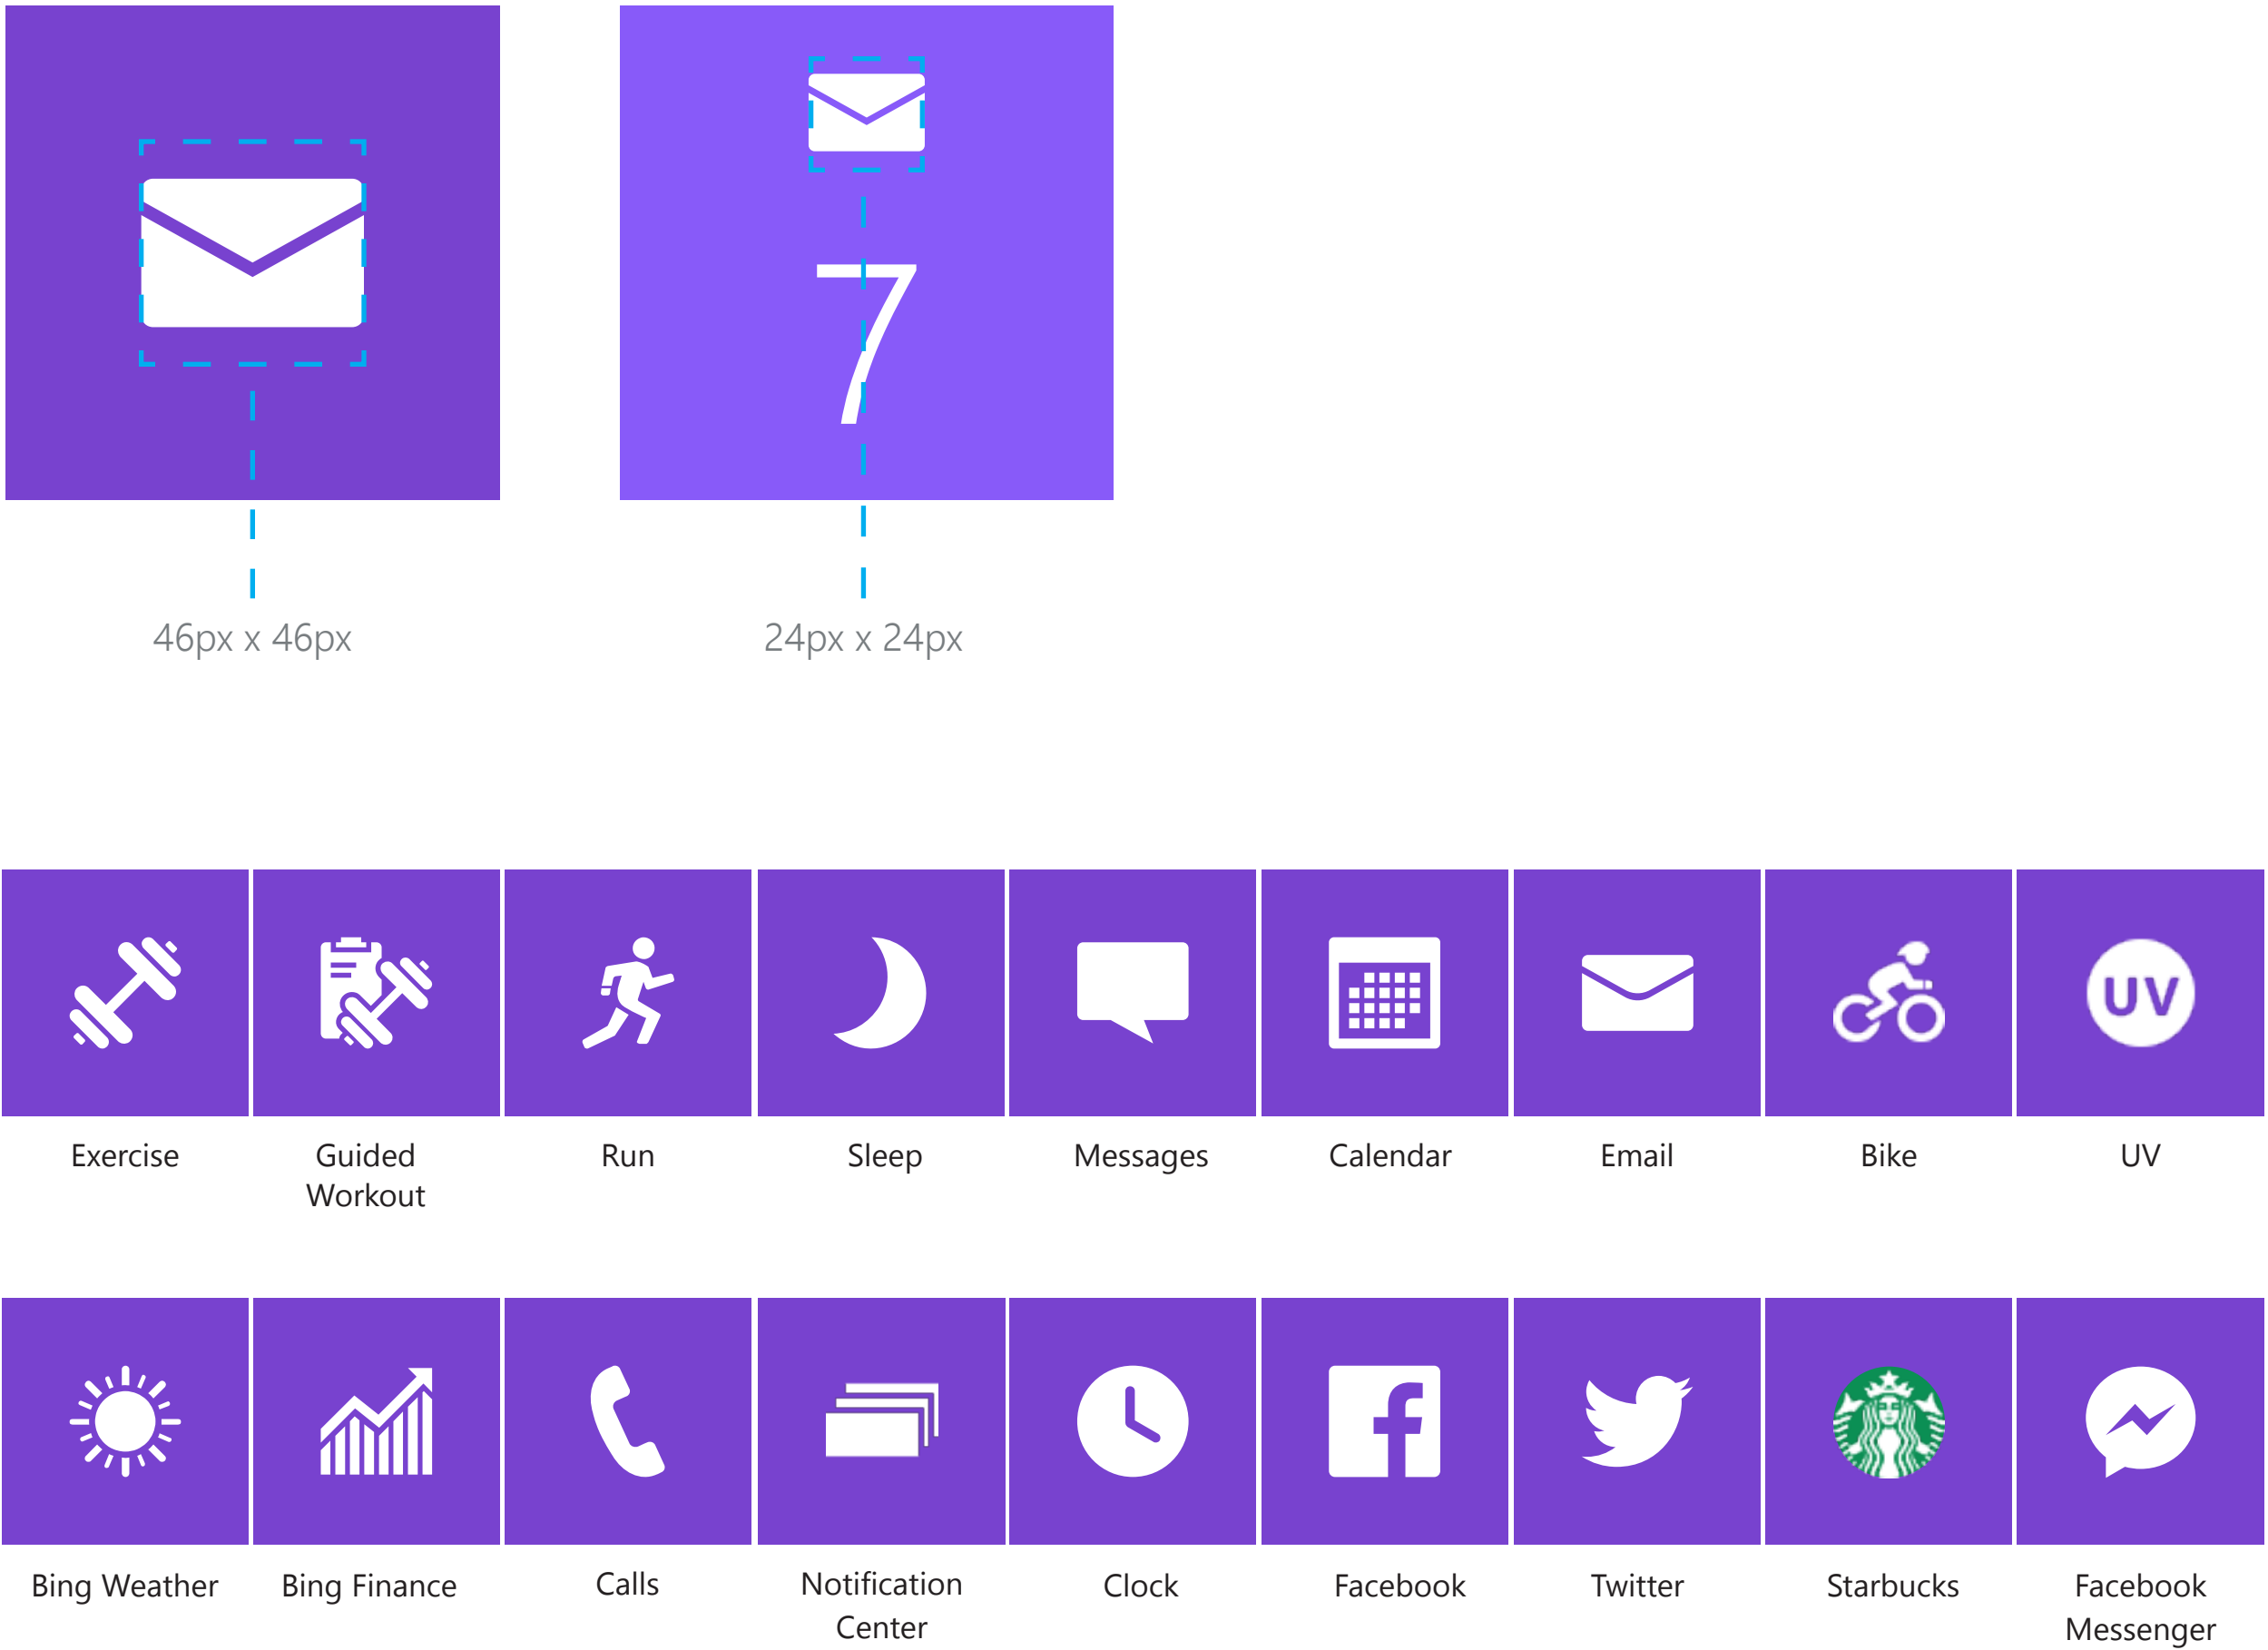 7
46px x 46px
24px x 24px
UV
Exercise
Guided
Workout
Run
Sleep
Messages
Calendar
Email
Bike
UV
Bing Weather
Bing Finance
Calls
Notification
Center
Clock
Facebook
Twitter
Starbucks
Facebook
Messenger